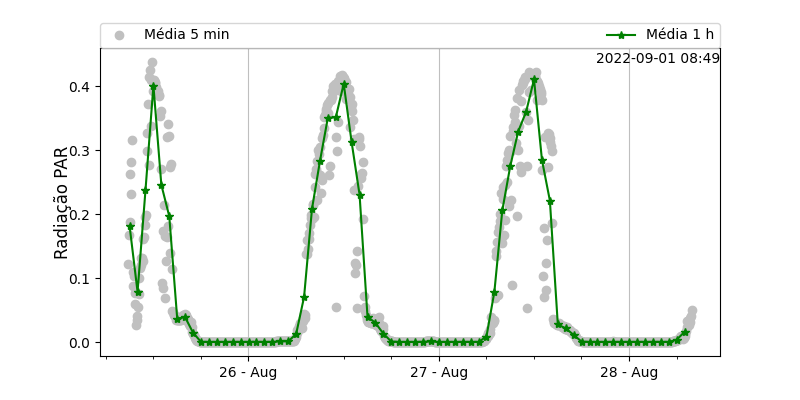 Média 5 min
Média 1 h
2022-09-01 08:49
Radiação PAR
0.4
0.3
0.2
0.1
0.0
26 - Aug
27 - Aug
28 - Aug